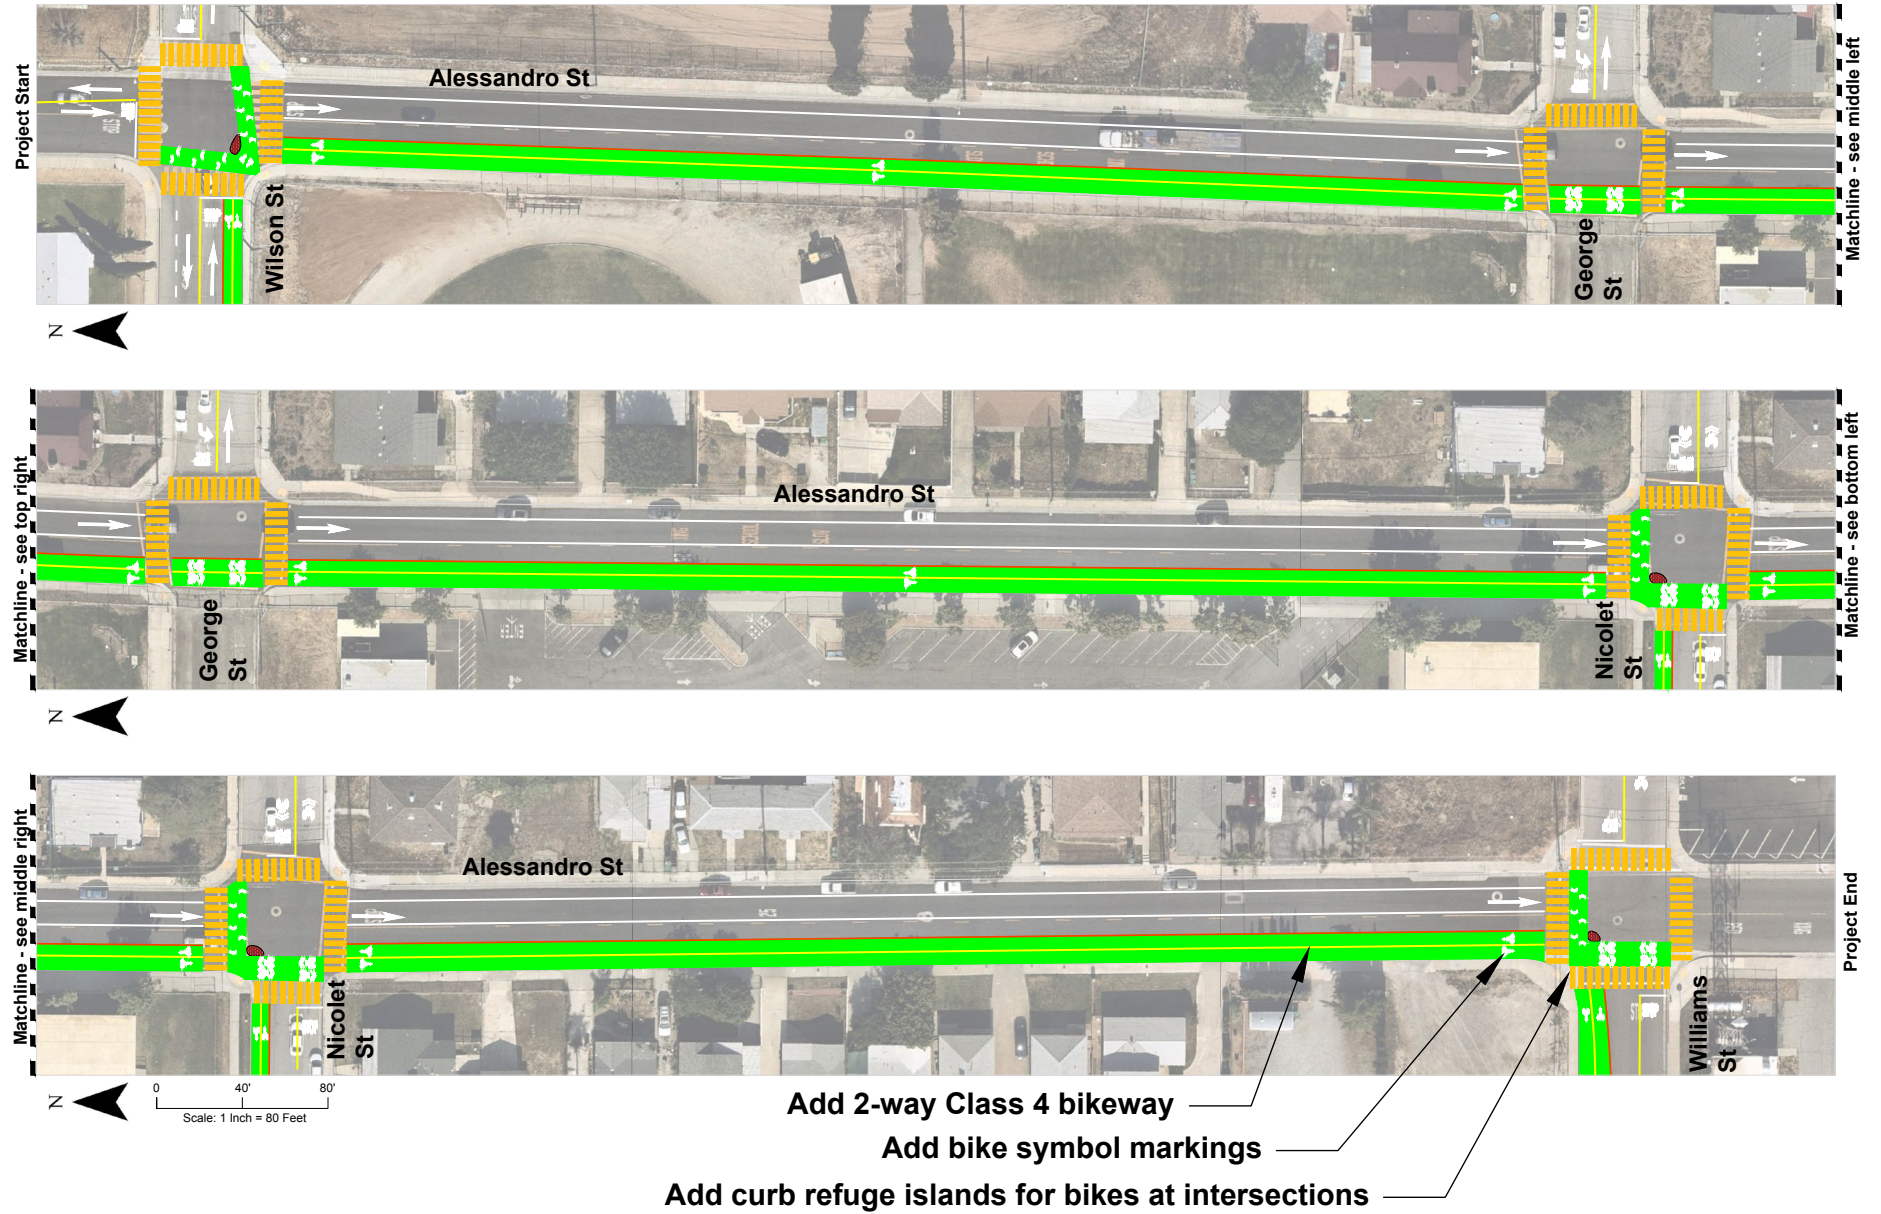 Project Start
Alessandro St
Wilson St
George
St
Matchline - see middle left
STOP
N
Matchline - see top right
Alessandro St
George
St
ENTER
Nicolet
St
Matchline - see bottom left
N
Matchline - see middle right
Alessandro St
Nicolet
St
Williams
St
Project End
N
0 40' 80'
Scale: 1 Inch = 80 Feet
Add 2-way Class 4 bikeway
Add bike symbol markings
Add curb refuge islands for bikes at intersections